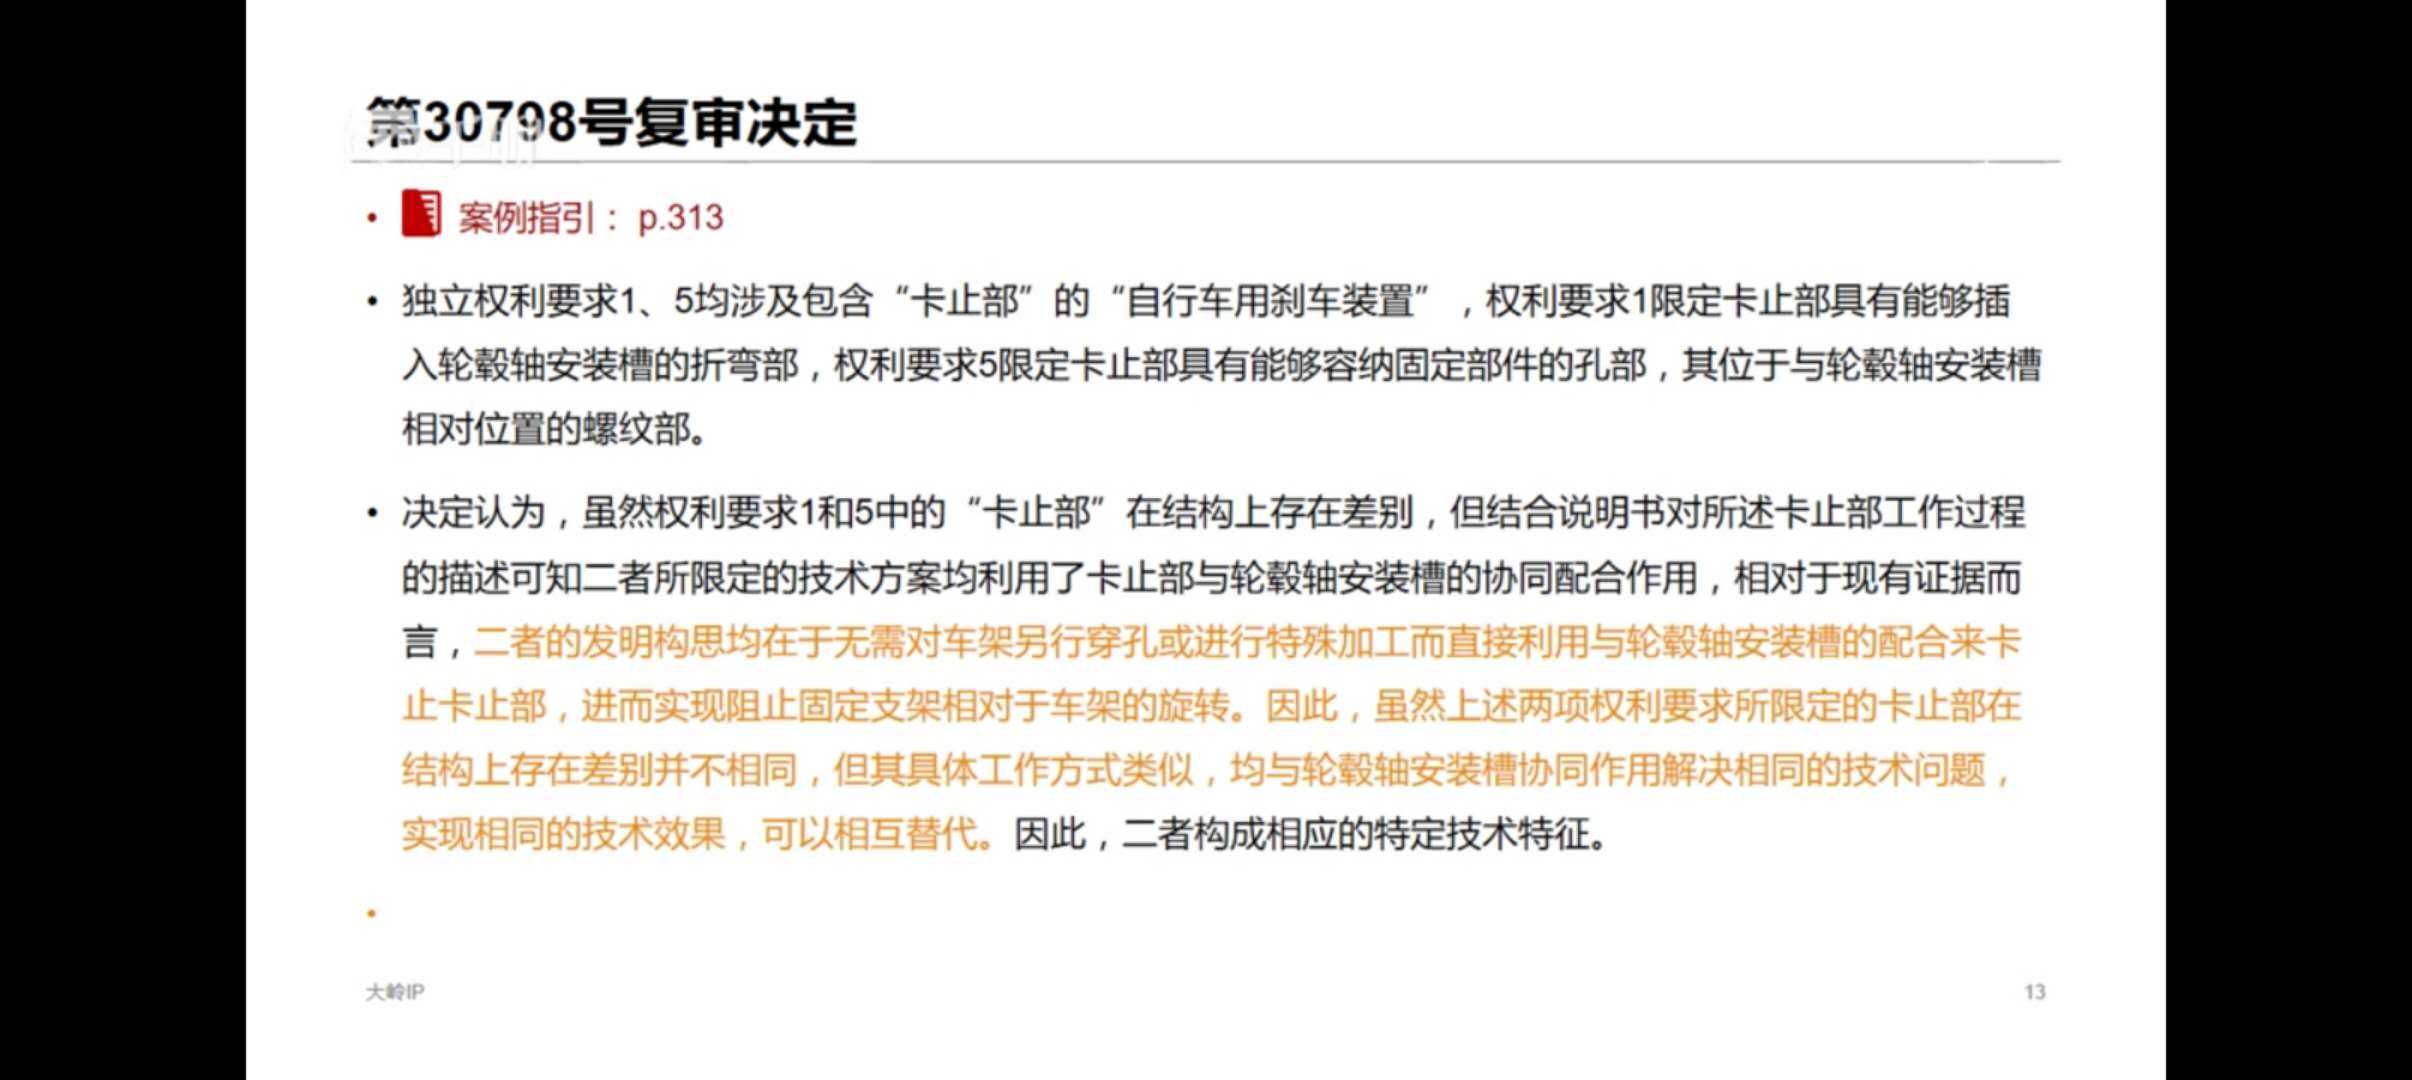 第30798号复审决定
• 案例指引： p.313
• 独立权利要求1、5均涉及包含“卡止部”的“自行车用刹车装置”，权利要求1限定卡止部具有能够插
入轮毂轴安装槽的折弯部，权利要求5限定卡止部具有能够容纳固定部件的孔部，其位于与轮毂轴安装槽
相对位置的螺纹部。
• 决定认为，虽然权利要求1和5中的“卡止部”在结构上存在差别，但结合说明书对所述卡止部工作过程
的描述可知二者所限定的技术方案均利用了卡止部与轮毂轴安装槽的协同配合作用，相对于现有证据而
言，二者的发明构思均在于无需对车架另行穿孔或进行特殊加工而直接利用与轮毂轴安装槽的配合来卡
止卡止部，进而实现阻止固定支架相对于车架的旋转。因此，虽然上述两项权利要求所限定的卡止部在
结构上存在差别并不相同，但其具体工作方式类似，均与轮毂轴安装槽协同作用解决相同的技术问题，
实现相同的技术效果，可以相互替代。因此，二者构成相应的特定技术特征。
•
大岭IP
13